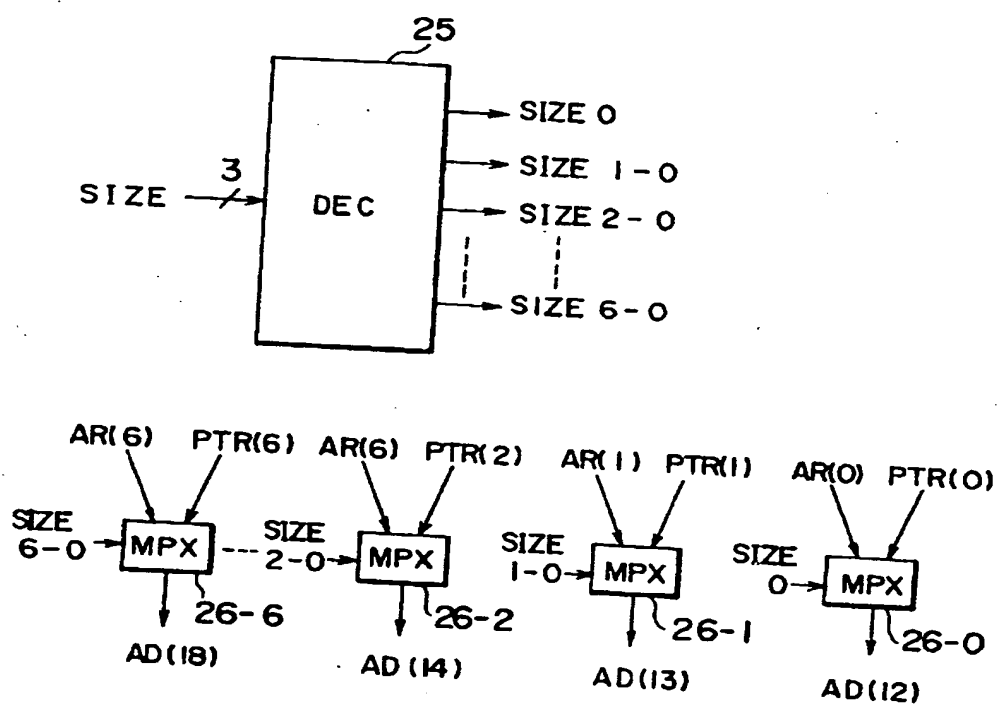 25
SIZE 0
3
SIZE 1-0
SIZE
DEC
SIZE 2-0
SIZE 6-0
AR(6) PTR(6) AR(6) PTR(2) AR(1) PTR(1) AR(0) PTR(0)
SIZE 6-0 MPX SIZE 2-0 MPX SIZE 1-0 MPX SIZE 0 MPX
26-6 26-2 26-1 26-0
AD(18) AD(14) AD(13) AD(12)